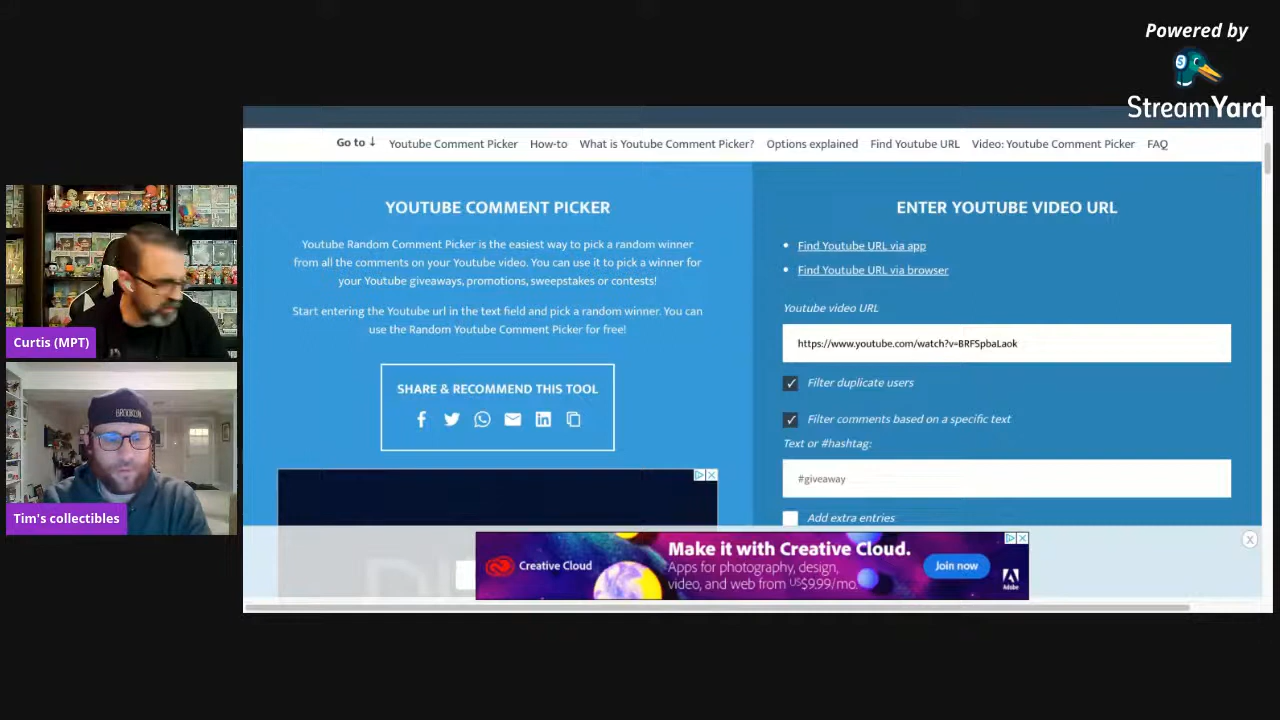 Powered by
StreamYard
Go to ↓ Youtube Comment Picker How-to What is Youtube Comment Picker? Options explained Find Youtube URL Video: Youtube Comment Picker FAQ
YOUTUBE COMMENT PICKER
Youtube Random Comment Picker is the easiest way to pick a random winner
from all the comments on your Youtube video. You can use it to pick a winner for
your Youtube giveaways, promotions, sweepstakes or contests!
Start entering the Youtube url in the text field and pick a random winner. You can
use the Random Youtube Comment Picker for free!
SHARE & RECOMMEND THIS TOOL
ENTER YOUTUBE VIDEO URL
Find Youtube URL via app
Find Youtube URL via browser
Youtube video URL
https://www.youtube.com/watch?v=BRFSpbaLaok
Filter duplicate users
Filter comments based on a specific text
Text or #hashtag:
#giveaway
Add extra entries
Curtis (MPT)
BROOKLYN
Tim's collectibles
Creative Cloud
Make it with Creative Cloud.
Apps for photography, design,
video, and web from US$9.99/mo.
Join now
Adobe